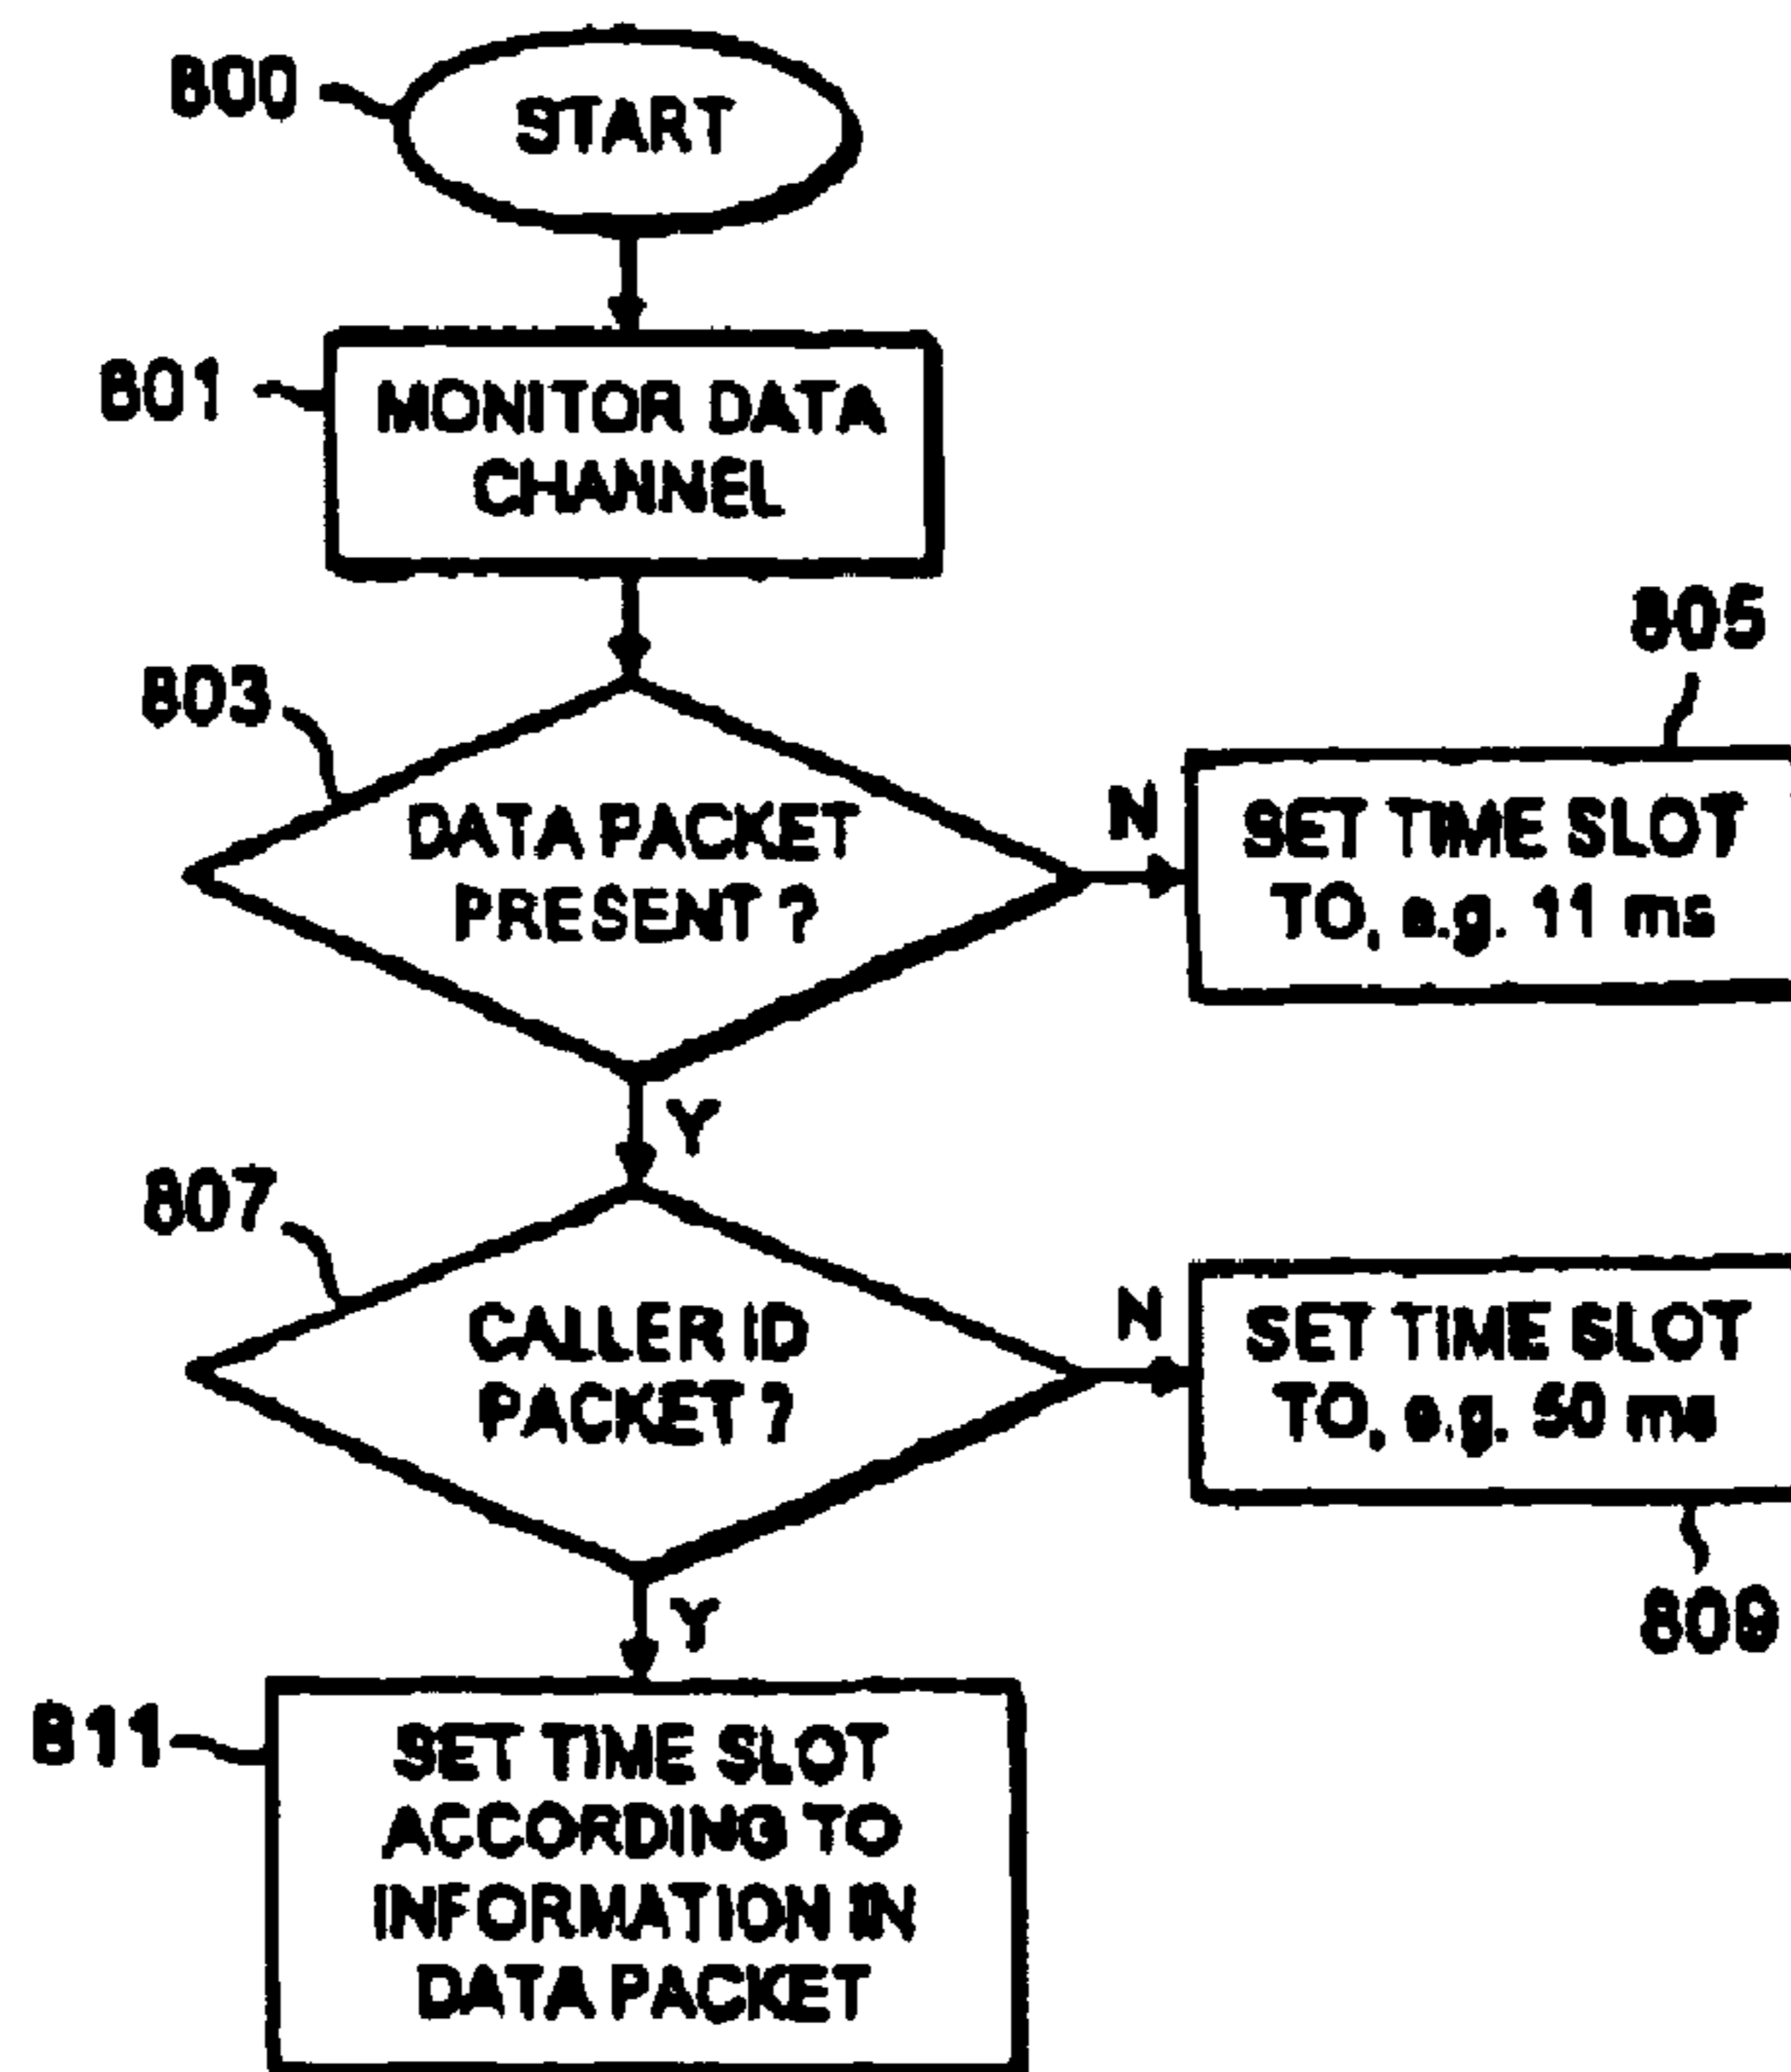 800
START
801
MONITOR DATA
CHANNEL
803
DATA PACKET
PRESENT ?
N
805
SET TIME SLOT
TO, e.g. 11 ms
Y
807
CALLER ID
PACKET ?
N
SET TIME SLOT
TO, e.g. 50 ms
809
Y
811
SET TIME SLOT
ACCORDING TO
INFORMATION IN
DATA PACKET